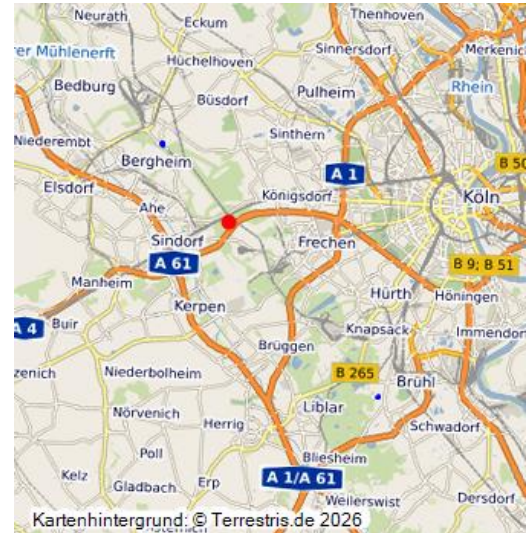 Neurath
Eckum
Thenhoven
rer Mühlenerft
Sinnersdorf
Merkenich
Hüchelhoven
Bedburg
Pulheim
Rhein
Büsdorf
Niederembt
Sinthern
Bergheim
A 1
B 50
Elsdorf
Königsdorf
Köln
Ahe
Sindorf
Frechen
A 61
B 9; B 51
Manheim
Hürth
Höningen
Kerpen
A 4
Buir
Knapsack
Immendor
Brüggen
zenich
Niederbolheim
B 265
Brühl
Nörvenich
Liblar
Herrig
Schwadorf
Poll
Bliesheim
Kelz
Erp
A 1/A 61
Gladbach
Weilerswist
Dersdorf
Kartenhintergrund: © Terrestris.de 2026